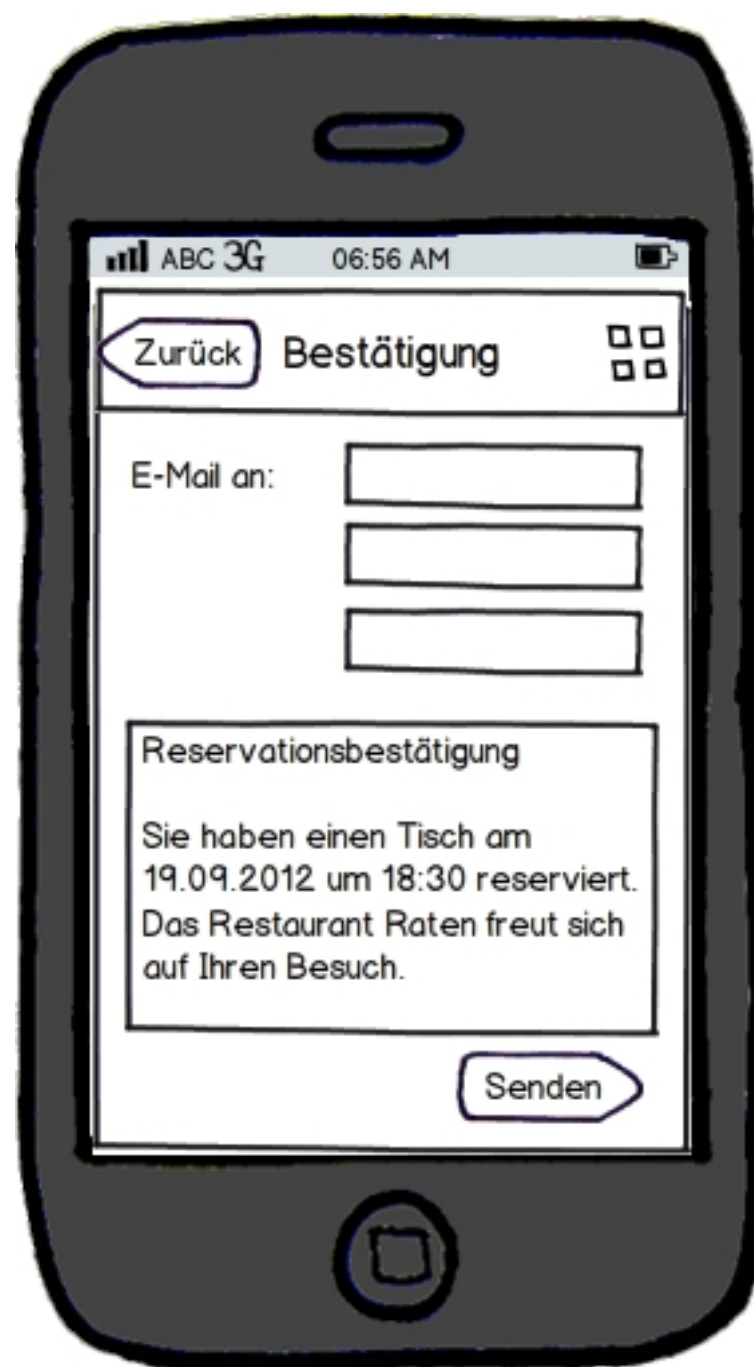 ABC 3G 06:56 AM
Zurück Bestätigung
E-Mail an:
Reservationsbestätigung
Sie haben einen Tisch am
19.09.2012 um 18:30 reserviert.
Das Restaurant Raten freut sich
auf Ihren Besuch.
Senden